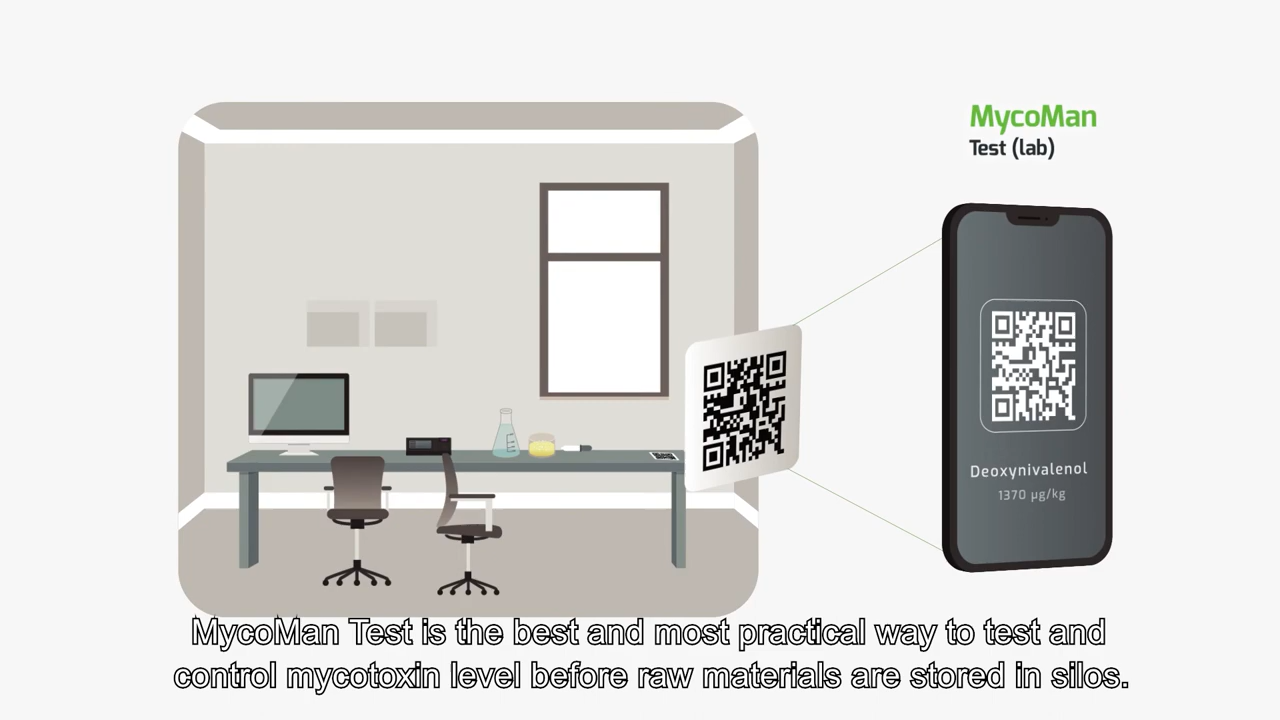 MycoMan
Test (lab)
Deoxynivalenol
1370 µg/kg
MycoMan Test is the best and most practical way to test and
control mycotoxin level before raw materials are stored in silos.